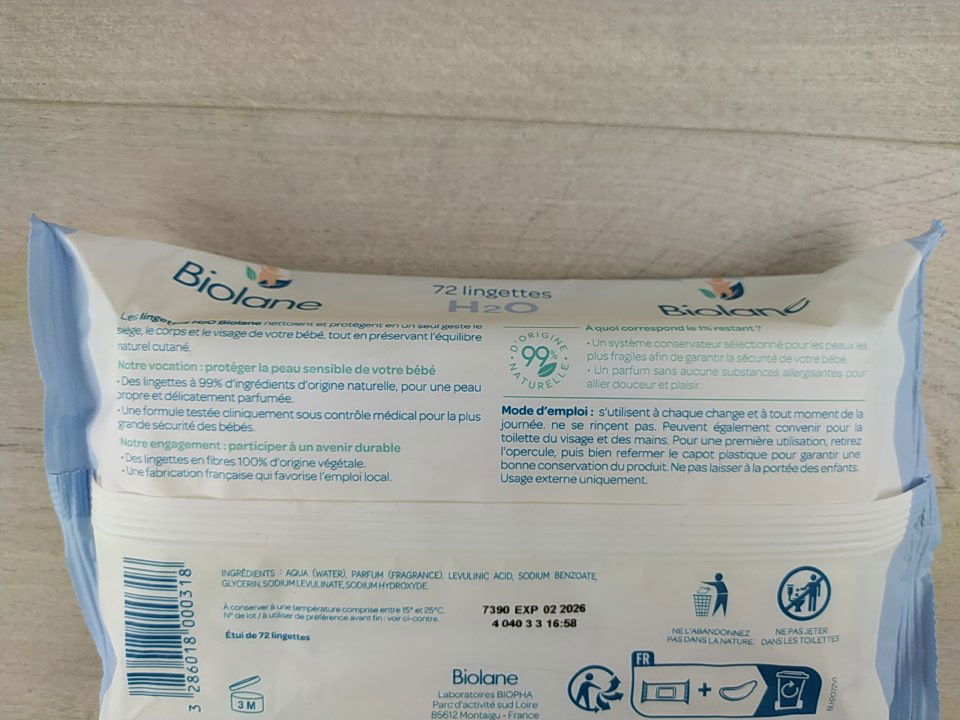 Biolane
72 lingettes
H2O
Biolane
Les lingettes H2O Biolane nettoient et protègent en un seul geste le
siège, le corps et le visage de votre bébé, tout en préservant l'équilibre
naturel cutané.
Notre vocation : protéger la peau sensible de votre bébé
• Des lingettes à 99% d'ingrédients d'origine naturelle, pour une peau
propre et délicatement parfumée.
• Une formule testée cliniquement sous contrôle médical pour la plus
grande sécurité des bébés.
Notre engagement : participer à un avenir durable
• Des lingettes en fibres 100% d'origine végétale.
• Une fabrication française qui favorise l'emploi local.
D'ORIGINE
99%
NATURELLE
À quoi correspond le 1% restant ?
• Un système conservateur sélectionné pour les peaux les
plus fragiles afin de garantir la sécurité de votre bébé.
• Un parfum sans aucune substances allergisantes pour
allier douceur et plaisir.
Mode d'emploi : s'utilisent à chaque change et à tout moment de la
journée. ne se rinçent pas. Peuvent également convenir pour la
toilette du visage et des mains. Pour une première utilisation, retirez
l'opercule, puis bien refermer le capot plastique pour garantir une
bonne conservation du produit. Ne pas laisser à la portée des enfants.
Usage externe uniquement.
3 286018 000318
INGRÉDIENTS : AQUA (WATER), PARFUM (FRAGRANCE), LEVULINIC ACID, SODIUM BENZOATE,
GLYCERIN, SODIUM LEVULINATE, SODIUM HYDROXYDE.
À conserver à une température comprise entre 15° et 25°C.
N° de lot / à utiliser de préférence avant fin : voir ci-contre.
Étui de 72 lingettes
7390 EXP 02 2026
4 040 3 3 16:58
NE L'ABANDONNEZ
PAS DANS LA NATURE
NE PAS JETER
DANS LES TOILETTES
3 M
Biolane
Laboratoires BIOPHA
Parc d'activité sud Loire
85612 Montaigu - France
FR
+